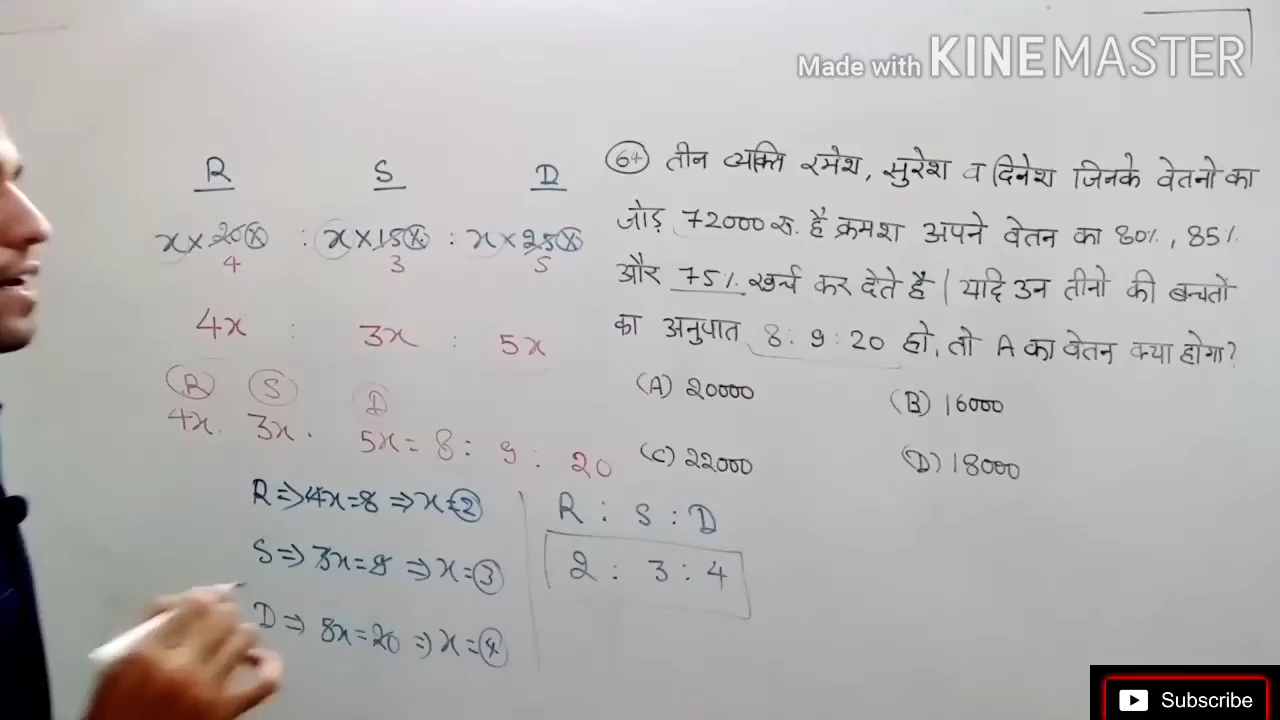 Made with KINEMASTER
R S D
x × 20% : x × 15% : x × 25%
4 3 5
4x : 3x : 5x
R S D
4x. 3x. 5x = 8 : 9 : 20
R ⇒ 4x = 8 ⇒ x = 2
S ⇒ 3x = 9 ⇒ x = 3
D ⇒ 5x = 20 ⇒ x = 4
R : S : D
2 : 3 : 4
64 तीन व्यक्ति रमेश, सुरेश व दिनेश जिनके वेतनो का
जोड़ 72000 रु. है क्रमश अपने वेतन का 80%, 85%
और 75% खर्च कर देते है | यदि उन तीनो की बचतों
का अनुपात 8 : 9 : 20 हो, तो A का वेतन क्या होगा?
(A) 20000 (B) 16000
(C) 22000 (D) 18000
Subscribe